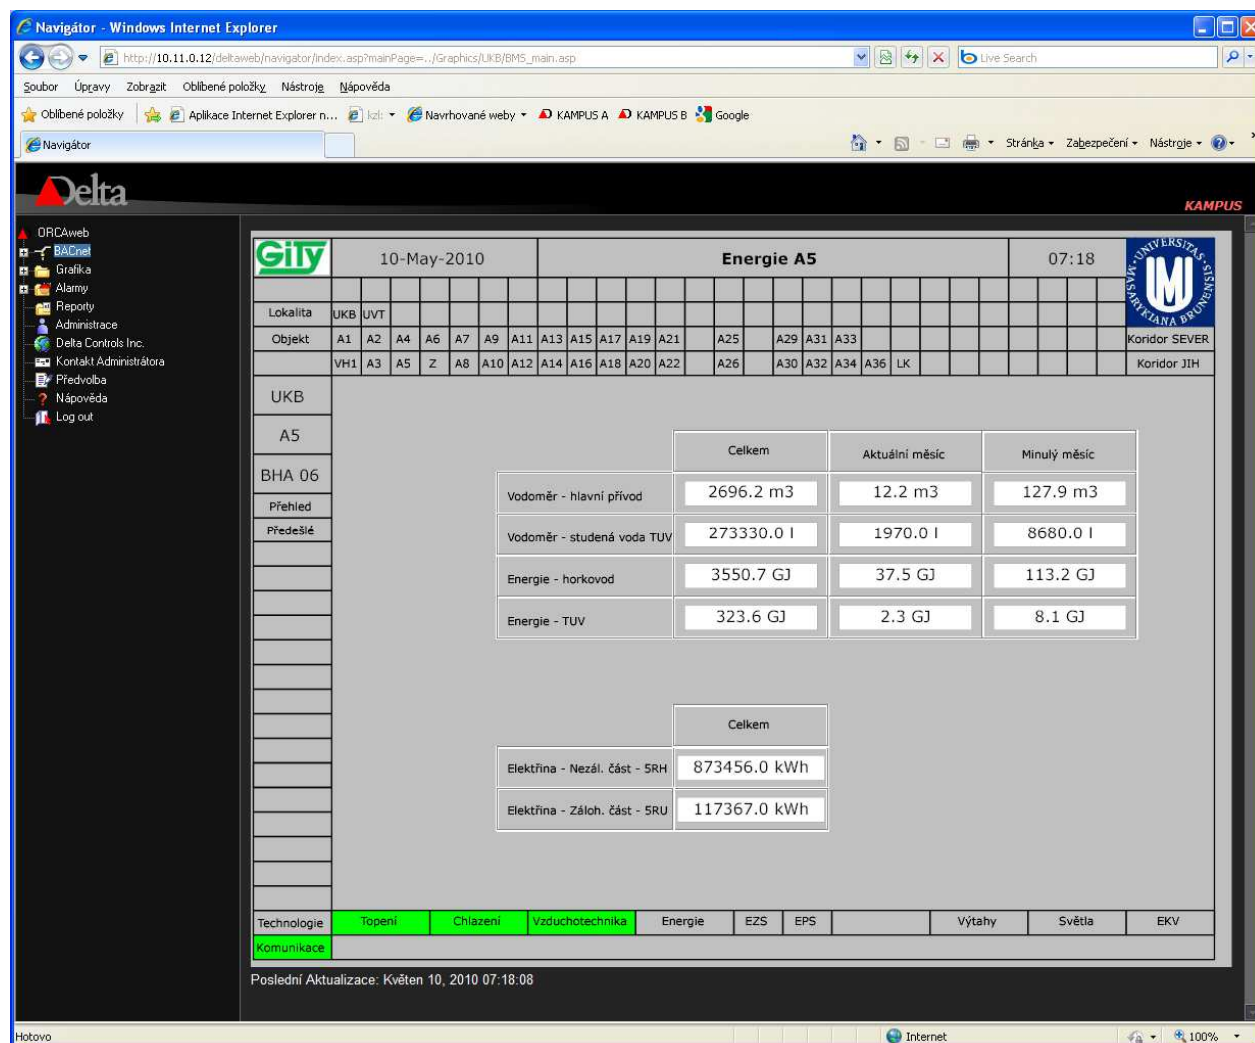 Navigátor - Windows Internet Explorer
http://10.11.0.12/deltaweb/navigator/index.asp?mainPage=../Graphics/UKB/BMS_main.asp
Live Search
Soubor Úpravy Zobrazit Oblíbené položky Nástroje Nápověda
Oblíbené položky Aplikace Internet Explorer n... kzl: Navrhované weby KAMPUS A KAMPUS B Google
Navigátor
Stránka Zabezpečení Nástroje
Delta
KAMPUS
ORCAweb
BACnet
Grafika
Alarmy
Reporty
Administrace
Delta Controls Inc.
Kontakt Administrátora
Předvolba
Nápověda
Log out
GiTy 10-May-2010 Energie A5 07:18
UNIVERSITAS MASARYKIANA BRUNENSIS
Lokalita UKB UVT
Objekt A1 A2 A4 A6 A7 A9 A11 A13 A15 A17 A19 A21 A25 A29 A31 A33 Koridor SEVER
VH1 A3 A5 Z A8 A10 A12 A14 A16 A18 A20 A22 A26 A30 A32 A34 A36 LK Koridor JIH
UKB
A5
BHA 06
Přehled
Předešlé
Celkem Aktuální měsíc Minulý měsíc
Vodoměr - hlavní přívod 2696.2 m3 12.2 m3 127.9 m3
Vodoměr - studená voda TUV 273330.0 l 1970.0 l 8680.0 l
Energie - horkovod 3550.7 GJ 37.5 GJ 113.2 GJ
Energie - TUV 323.6 GJ 2.3 GJ 8.1 GJ
Celkem
Elektřina - Nezál. část - 5RH 873456.0 kWh
Elektřina - Záloh. část - 5RU 117367.0 kWh
Technologie Topení Chlazení Vzduchotechnika Energie EZS EPS Výtahy Světla EKV
Komunikace
Poslední Aktualizace: Květen 10, 2010 07:18:08
Hotovo Internet 100%